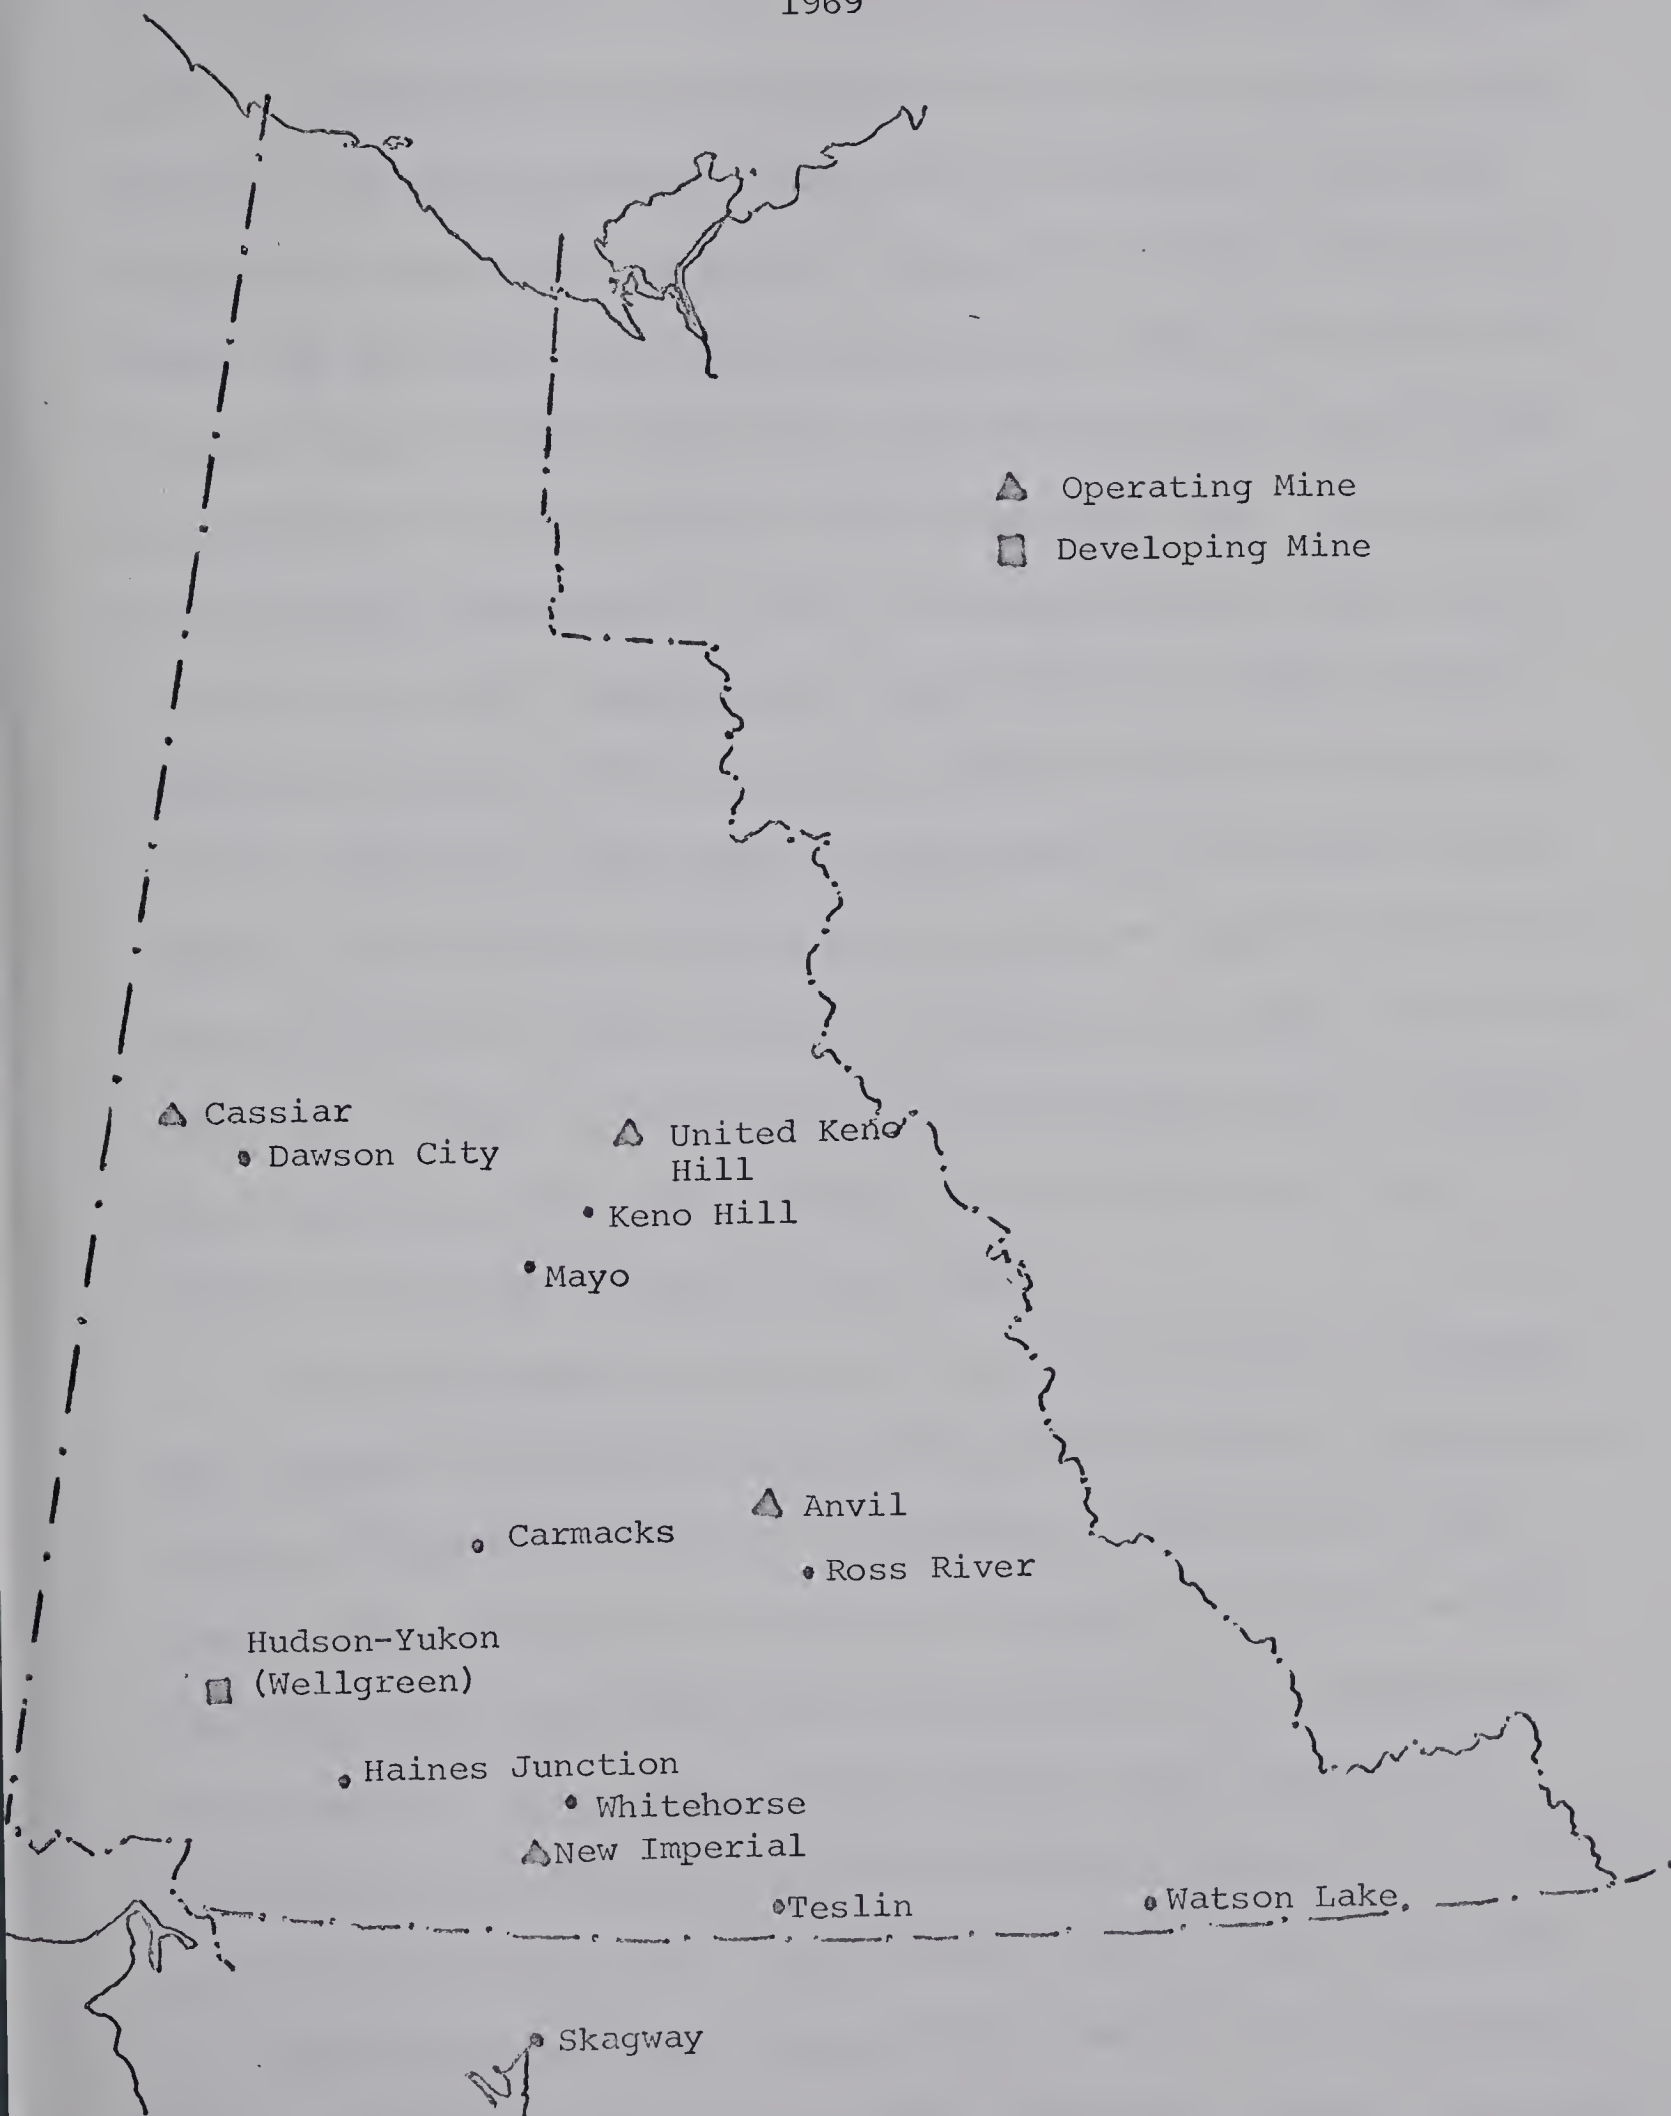 1969
Operating Mine
Developing Mine
Cassiar
Dawson City
United Keno
Hill
Keno Hill
Mayo
Anvil
Carmacks
Ross River
Hudson-Yukon
(Wellgreen)
Haines Junction
Whitehorse
New Imperial
Teslin
Watson Lake
Skagway